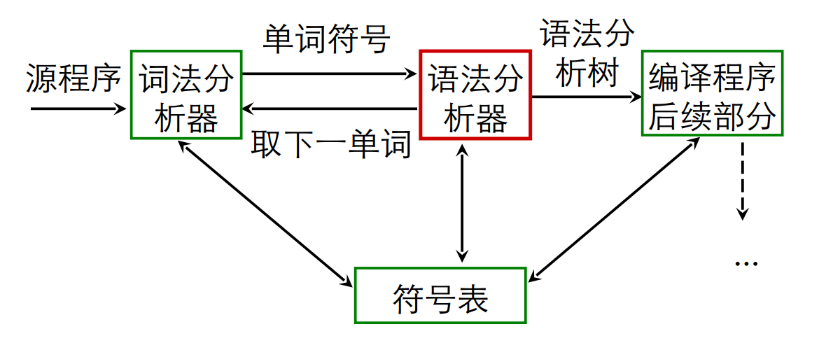 源程序
词法分
析器
单词符号
取下一单词
语法分
析器
语法分
析树
编译程序
后续部分
...
符号表